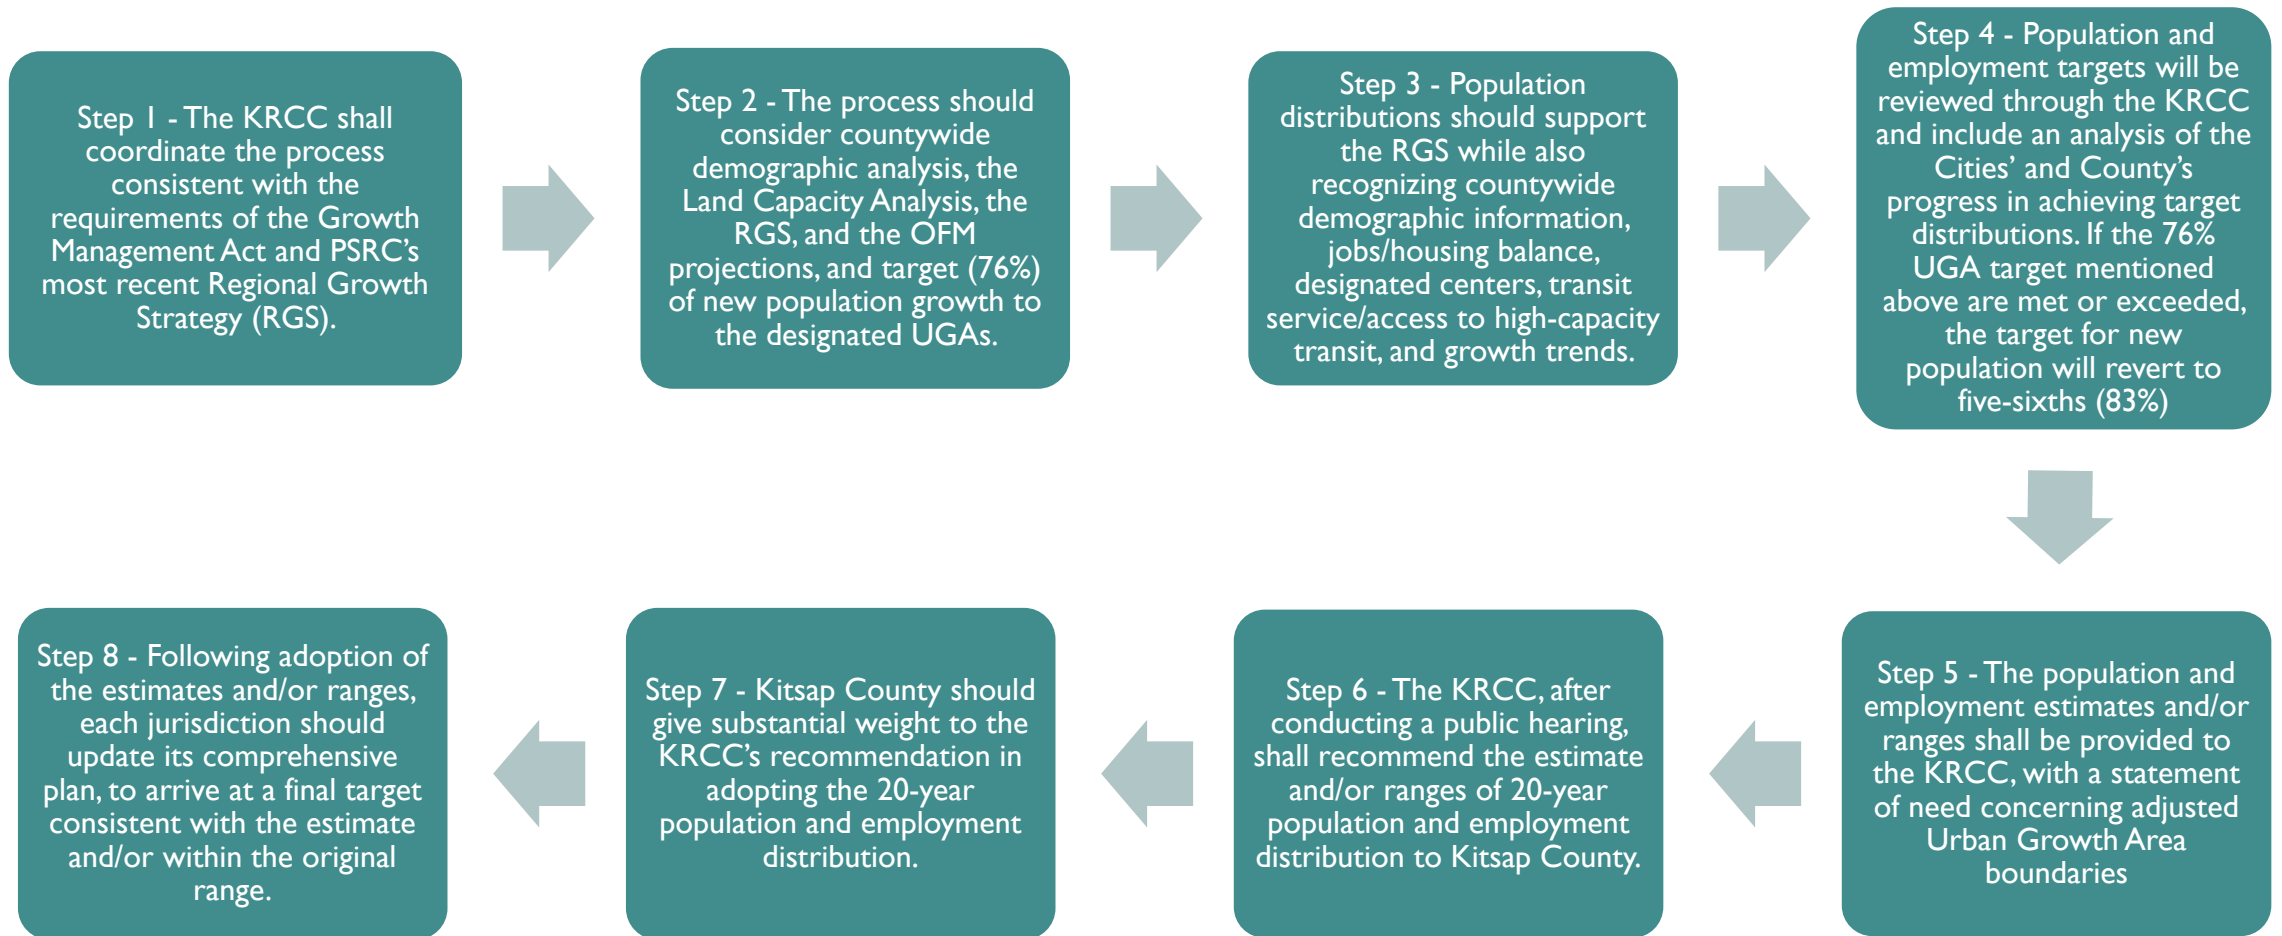 Step 1 - The KRCC shall
coordinate the process
consistent with the
requirements of the Growth
Management Act and PSRC’s
most recent Regional Growth
Strategy (RGS).
Step 2 - The process should
consider countywide
demographic analysis, the
Land Capacity Analysis, the
RGS, and the OFM
projections, and target (76%)
of new population growth to
the designated UGAs.
Step 3 - Population
distributions should support
the RGS while also
recognizing countywide
demographic information,
jobs/housing balance,
designated centers, transit
service/access to high-capacity
transit, and growth trends.
Step 4 - Population and
employment targets will be
reviewed through the KRCC
and include an analysis of the
Cities’ and County’s
progress in achieving target
distributions. If the 76%
UGA target mentioned
above are met or exceeded,
the target for new
population will revert to
five-sixths (83%)
Step 5 - The population and
employment estimates and/or
ranges shall be provided to
the KRCC, with a statement
of need concerning adjusted
Urban Growth Area
boundaries
Step 6 - The KRCC, after
conducting a public hearing,
shall recommend the estimate
and/or ranges of 20-year
population and employment
distribution to Kitsap County.
Step 7 - Kitsap County should
give substantial weight to the
KRCC’s recommendation in
adopting the 20-year
population and employment
distribution.
Step 8 - Following adoption of
the estimates and/or ranges,
each jurisdiction should
update its comprehensive
plan, to arrive at a final target
consistent with the estimate
and/or within the original
range.